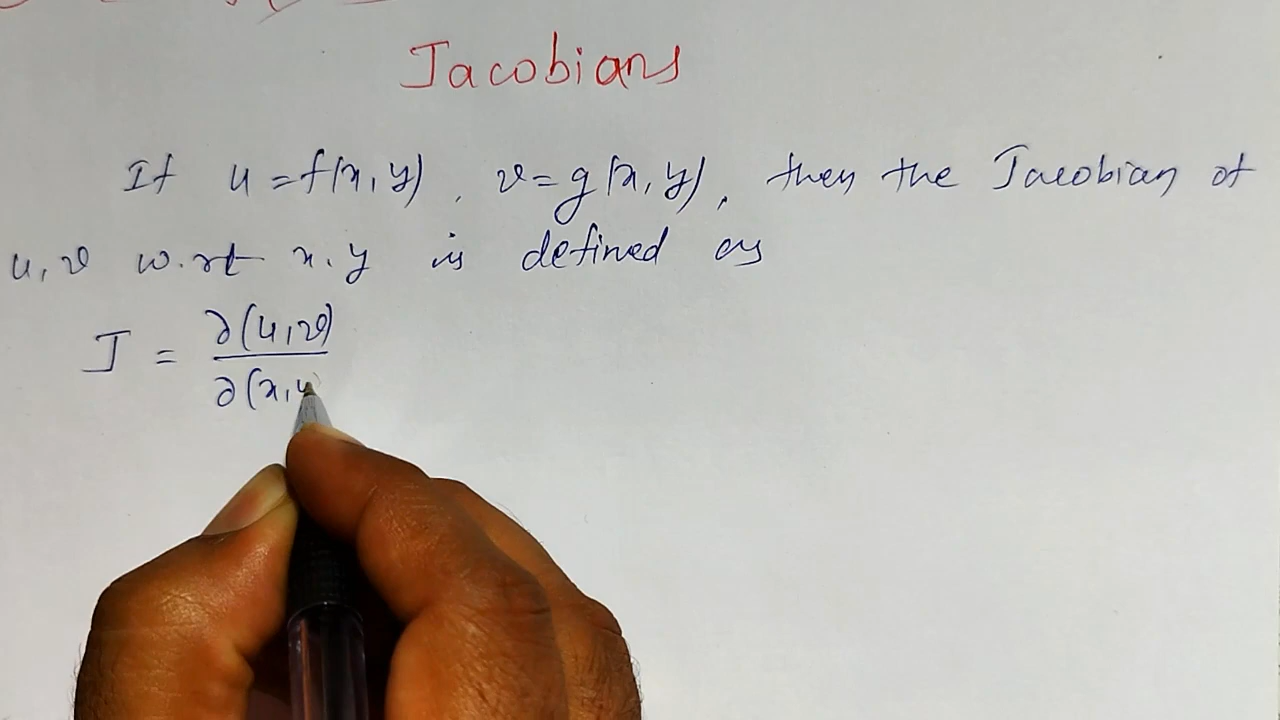 Jacobians
If u = f(x, y), v = g(x, y), then the Jacobian of
u, v w.r.t x, y is defined as
J = ∂(u, v)
∂(x, y